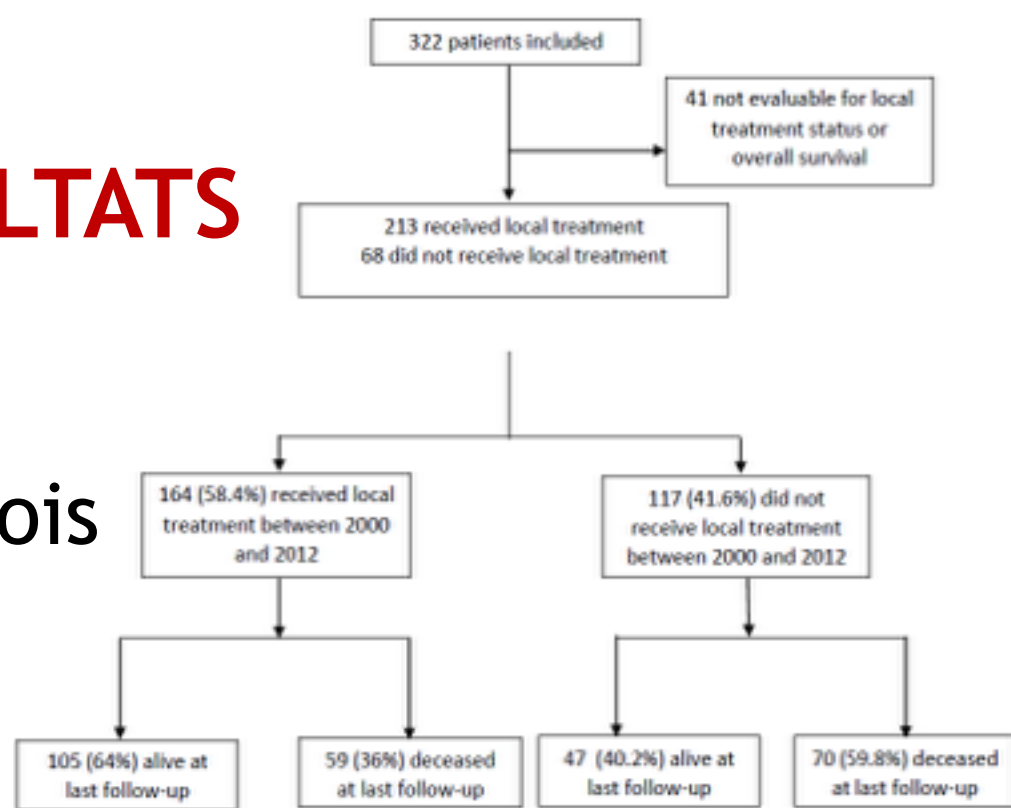 322 patients included
41 not evaluable for local
treatment status or
overall survival
LTATS
213 received local treatment
68 did not receive local treatment
ois
164 (58.4%) received local
treatment between 2000
and 2012
117 (41.6%) did not
receive local treatment
between 2000 and 2012
105 (64%) alive at
last follow-up
59 (36%) deceased
at last follow-up
47 (40.2%) alive at
last follow-up
70 (59.8%) deceased
at last follow-up